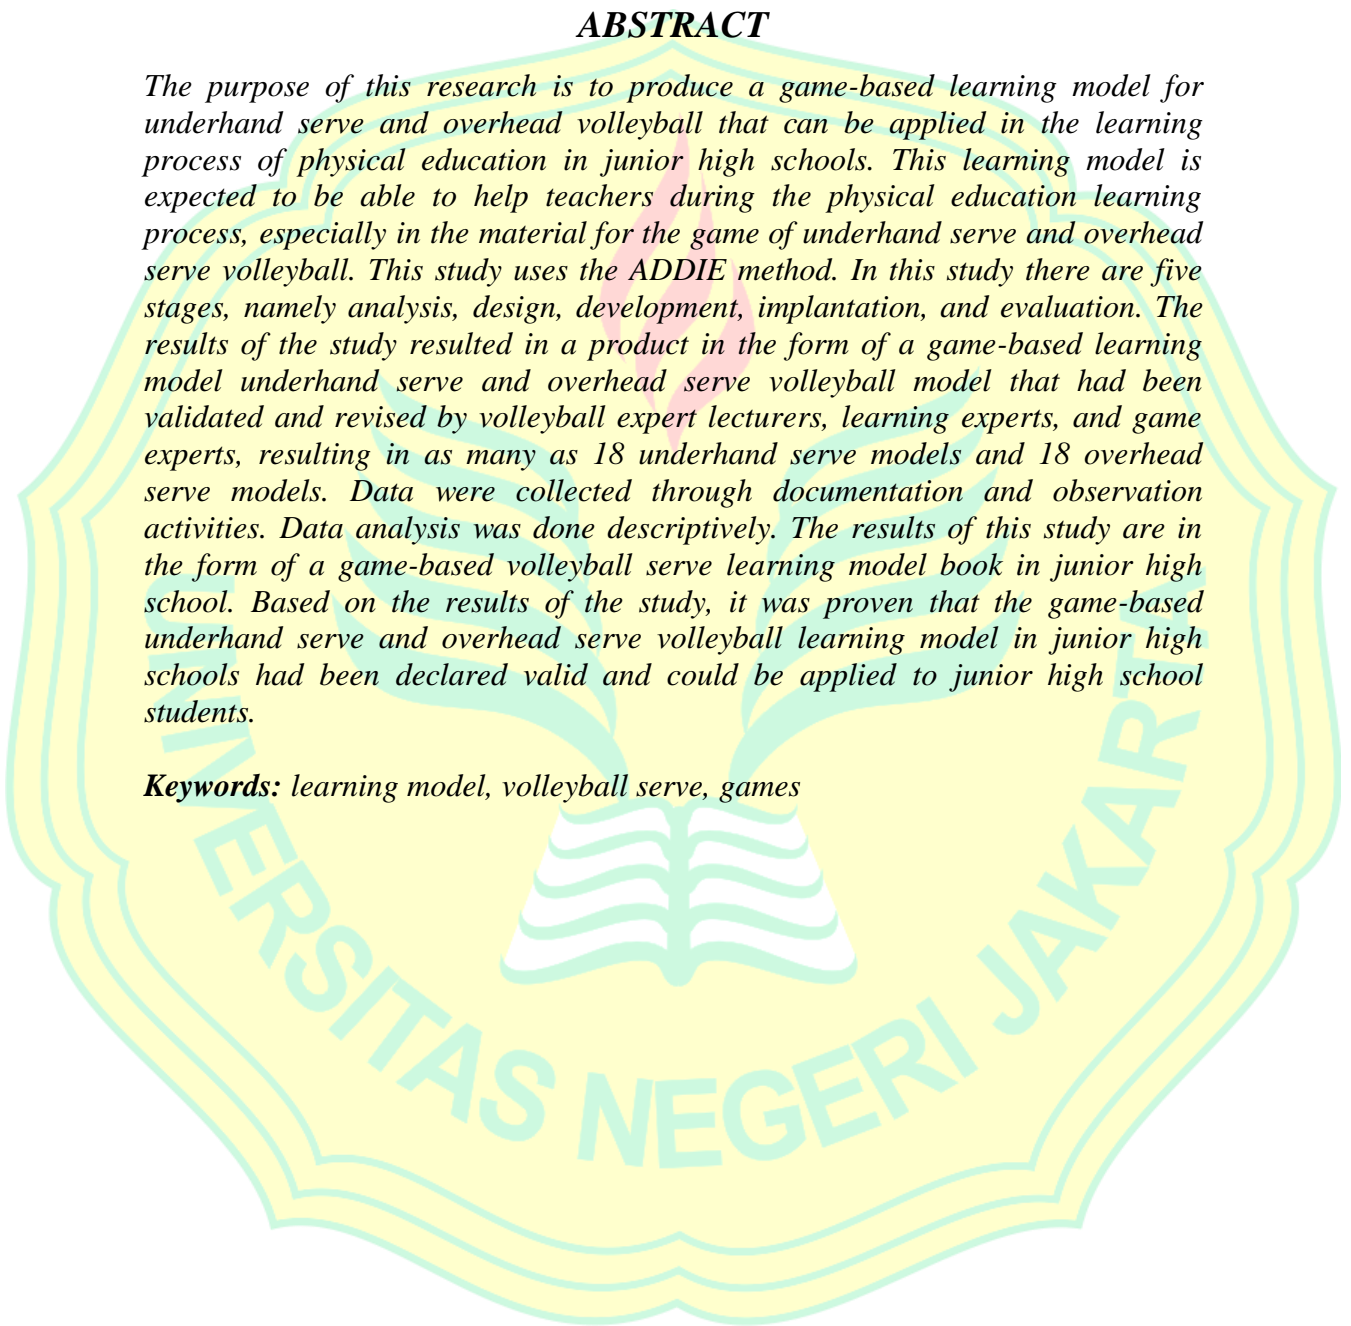 ABSTRACT
The purpose of this research is to produce a game-based learning model for
underhand serve and overhead volleyball that can be applied in the learning
process of physical education in junior high schools. This learning model is
expected to be able to help teachers during the physical education learning
process, especially in the material for the game of underhand serve and overhead
serve volleyball. This study uses the ADDIE method. In this study there are five
stages, namely analysis, design, development, implantation, and evaluation. The
results of the study resulted in a product in the form of a game-based learning
model underhand serve and overhead serve volleyball model that had been
validated and revised by volleyball expert lecturers, learning experts, and game
experts, resulting in as many as 18 underhand serve models and 18 overhead
serve models. Data were collected through documentation and observation
activities. Data analysis was done descriptively. The results of this study are in
the form of a game-based volleyball serve learning model book in junior high
school. Based on the results of the study, it was proven that the game-based
underhand serve and overhead serve volleyball learning model in junior high
schools had been declared valid and could be applied to junior high school
students.
Keywords: learning model, volleyball serve, games
UNIVERSITAS NEGERI JAKARTA